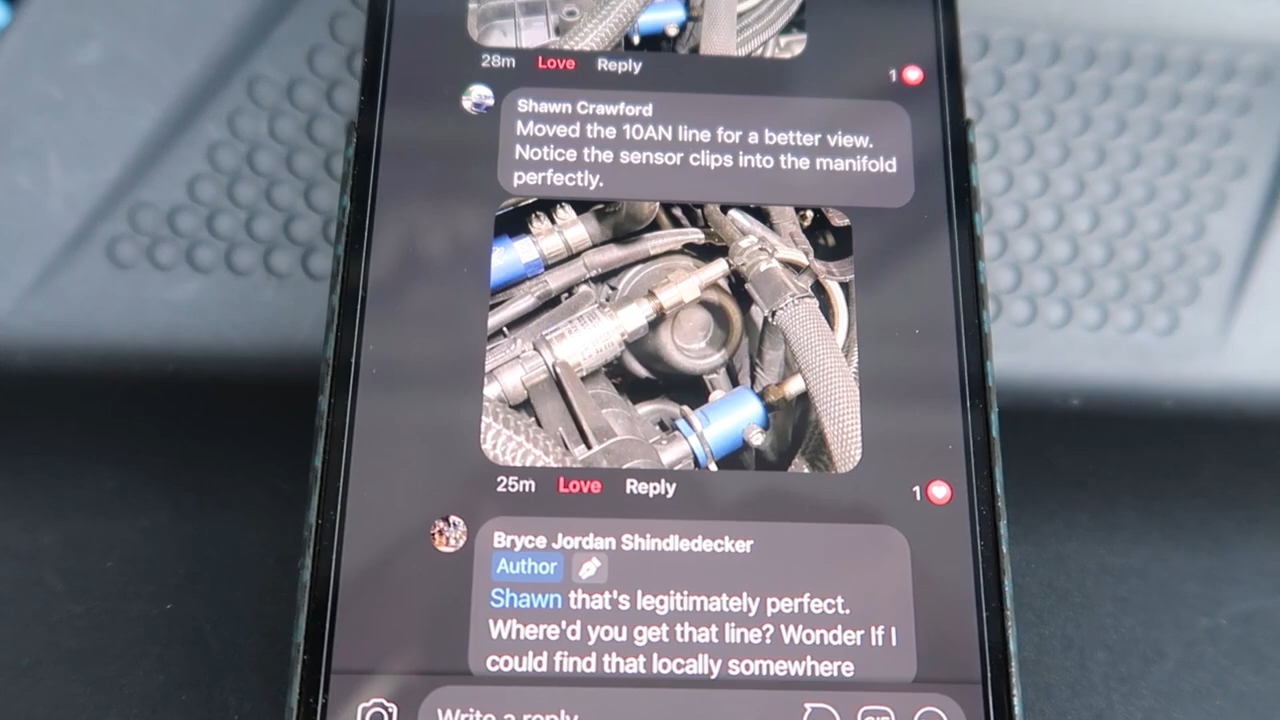 28m Love Reply
1
Shawn Crawford
Moved the 10AN line for a better view.
Notice the sensor clips into the manifold
perfectly.
25m Love Reply
1
Bryce Jordan Shindledecker
Author
Shawn that's legitimately perfect.
Where'd you get that line? Wonder If I
could find that locally somewhere
Write a reply